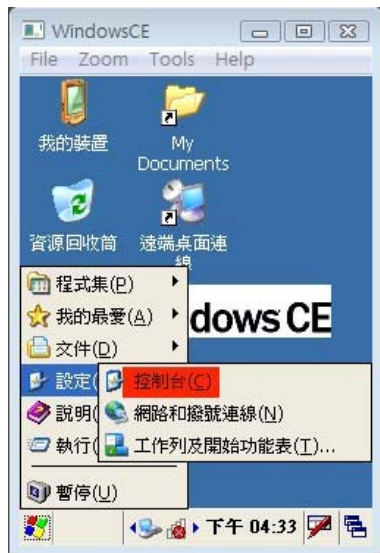 WindowsCE
File Zoom Tools Help
我的裝置
My
Documents
資源回收筒
遠端桌面連
線
程式集(P)
我的最愛(A)
dows CE
文件(D)
設定(
控制台(C)
網路和撥號連線(N)
說明(
工作列及開始功能表(T)...
執行(
暫停(U)
下午 04:33